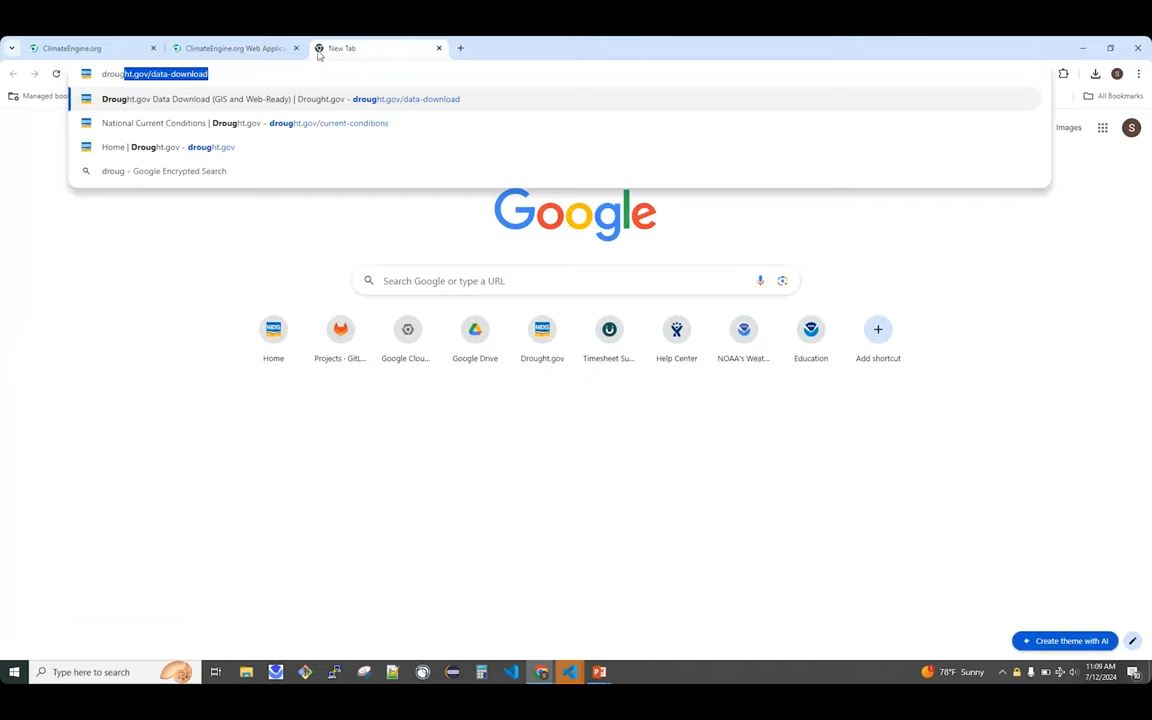 ClimateEngine.org
ClimateEngine.org Web Applic
New Tab
drought.gov/data-download
Managed boo
All Bookmarks
Drought.gov Data Download (GIS and Web-Ready) | Drought.gov - drought.gov/data-download
National Current Conditions | Drought.gov - drought.gov/current-conditions
Home | Drought.gov - drought.gov
droug - Google Encrypted Search
Images
S
Google
Search Google or type a URL
Home
Projects · GitL...
Google Clou...
Google Drive
Drought.gov
Timesheet Su...
Help Center
NOAA's Weat...
Education
Add shortcut
Create theme with AI
Type here to search
78°F Sunny
11:09 AM
7/12/2024